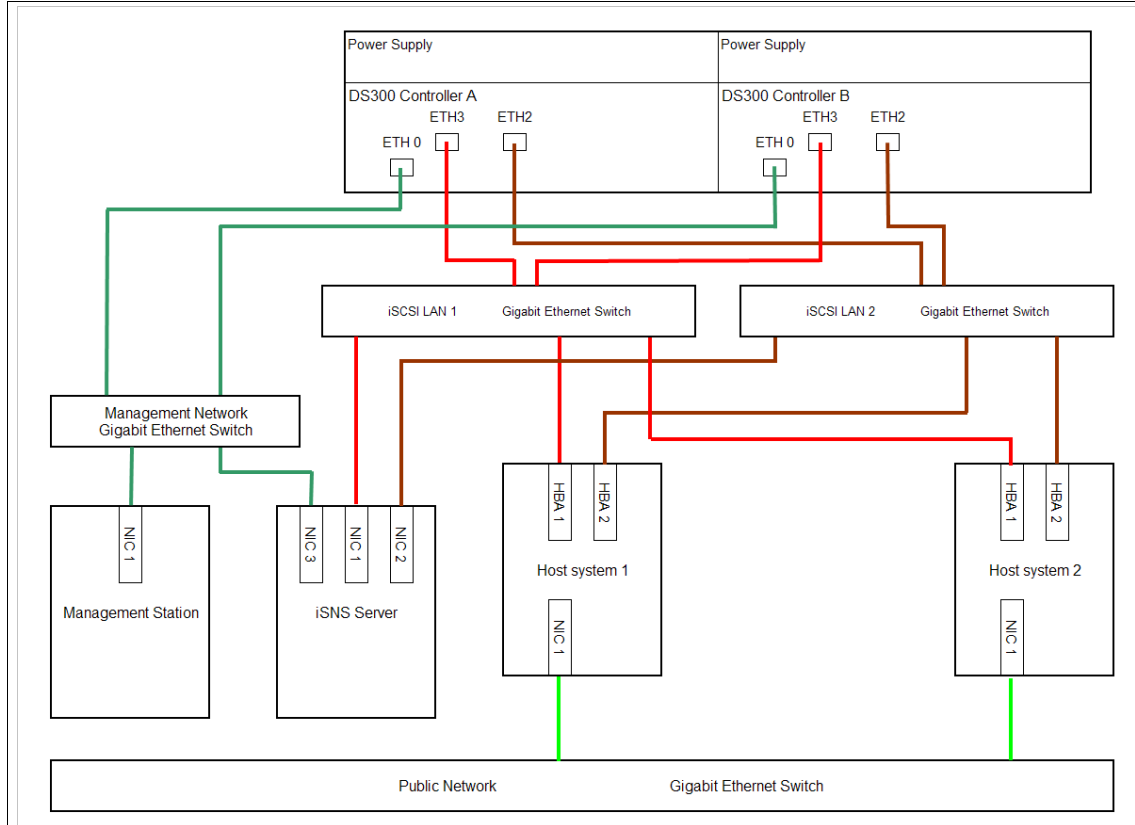 Power Supply
Power Supply
DS300 Controller A
ETH3
ETH2
ETH 0
DS300 Controller B
ETH3
ETH2
ETH 0
iSCSI LAN 1 Gigabit Ethernet Switch
iSCSI LAN 2 Gigabit Ethernet Switch
Management Network
Gigabit Ethernet Switch
NIC 1
Management Station
NIC 3
NIC 1
NIC 2
iSNS Server
HBA 1
HBA 2
Host system 1
NIC 1
HBA 1
HBA 2
Host system 2
NIC 1
Public Network Gigabit Ethernet Switch